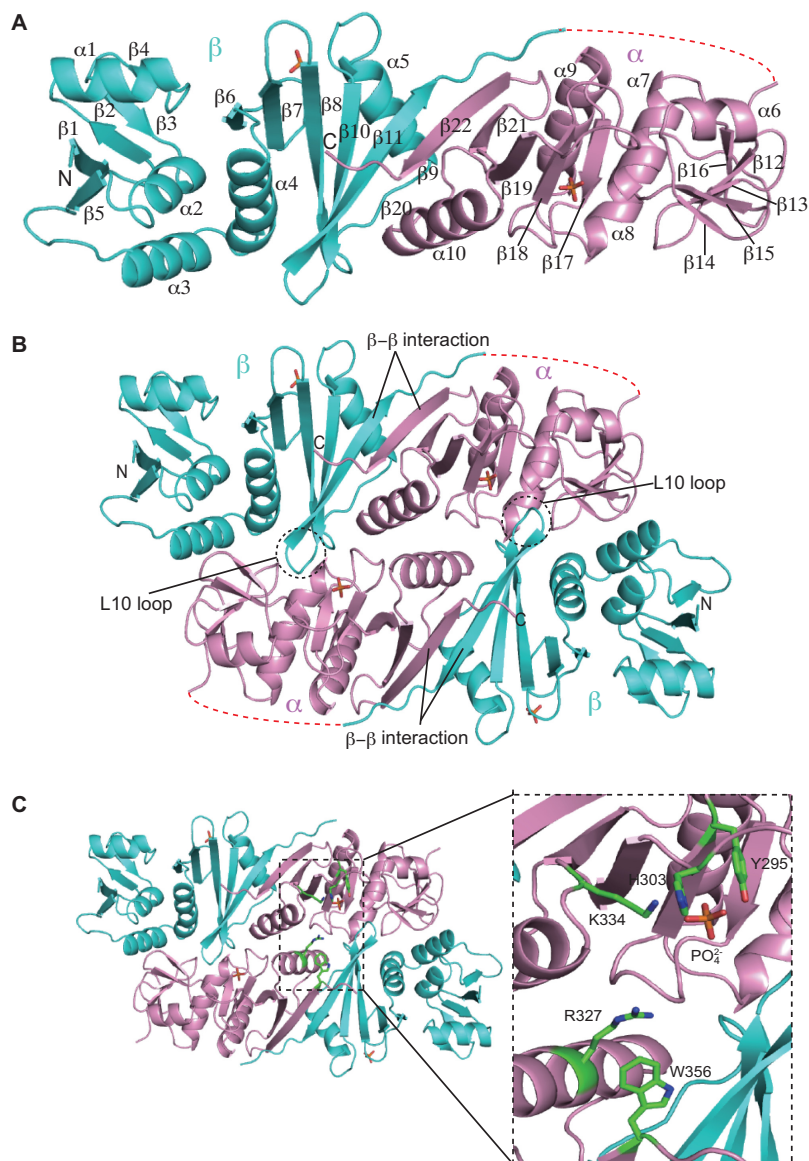 A
α1
β4
β
α5
α
α9
α7
α6
β6
β7
β8
β2
β3
β10
β11
β22
β21
β1
C
β16
β12
N
α4
β9
β19
β13
α2
β20
β5
α10
β18
α8
β17
β14
β15
α3
B
β–β interaction
β
α
C
N
L10 loop
L10 loop
N
C
α
β
β–β interaction
C
H303
Y295
K334
PO₄²⁻
R327
W356